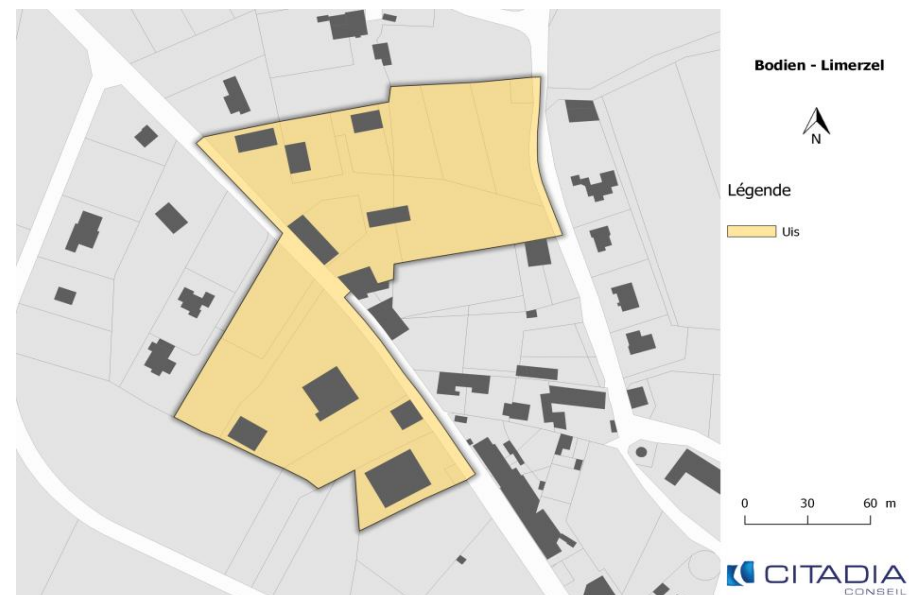 Bodien - Limerzel
N
Légende
Uis
0 30 60 m
CITADIA
CONSEIL